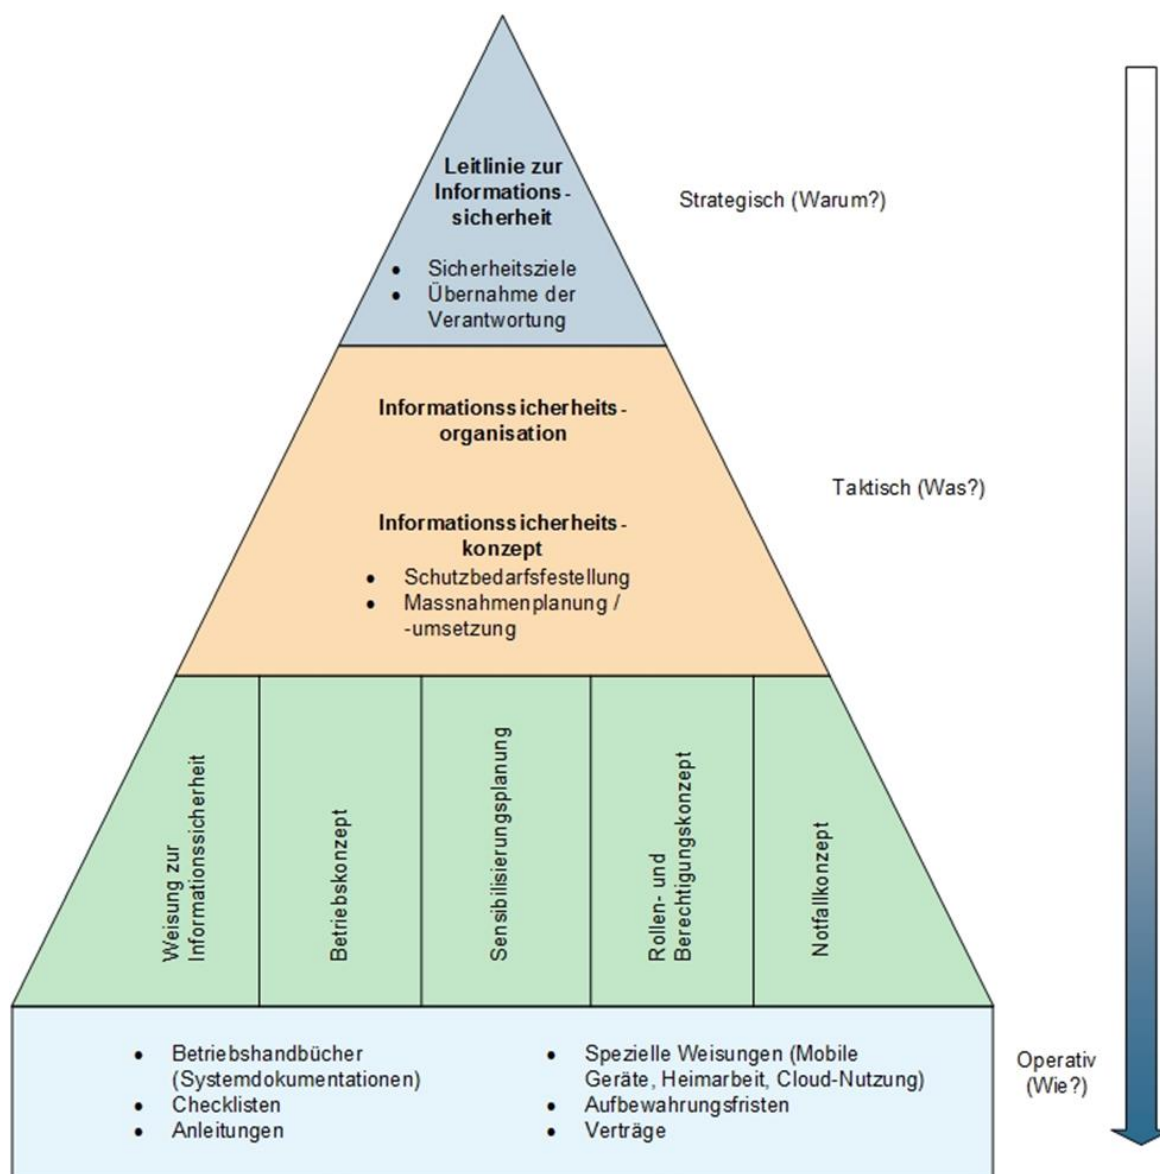 Leitlinie zur
Informations-
sicherheit
• Sicherheitsziele
• Übernahme der
Verantwortung
Strategisch (Warum?)
Informationssicherheits-
organisation
Informationssicherheits-
konzept
• Schutzbedarfsfestellung
• Massnahmenplanung /
-umsetzung
Taktisch (Was?)
Weisung zur
Informationssicherheit
Betriebskonzept
Sensibilisierungsplanung
Rollen- und
Berechtigungskonzept
Notfallkonzept
• Betriebshandbücher
(Systemdokumentationen)
• Checklisten
• Anleitungen
• Spezielle Weisungen (Mobile
Geräte, Heimarbeit, Cloud-Nutzung)
• Aufbewahrungsfristen
• Verträge
Operativ
(Wie?)